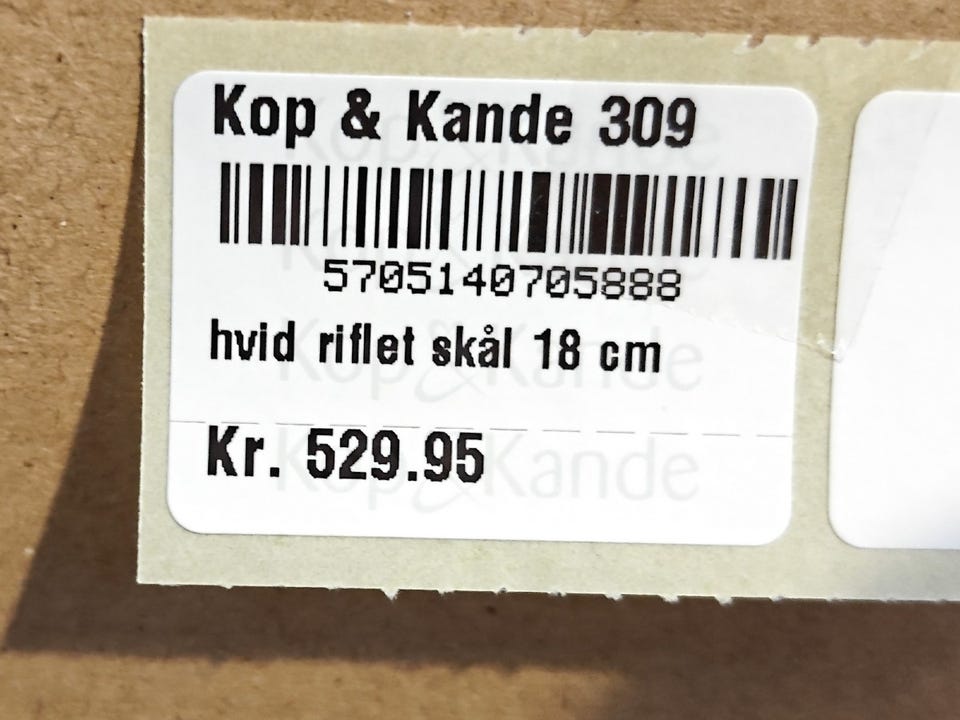 Kop & Kande 309
5705140705888
hvid riflet skål 18 cm
Kr. 529.95